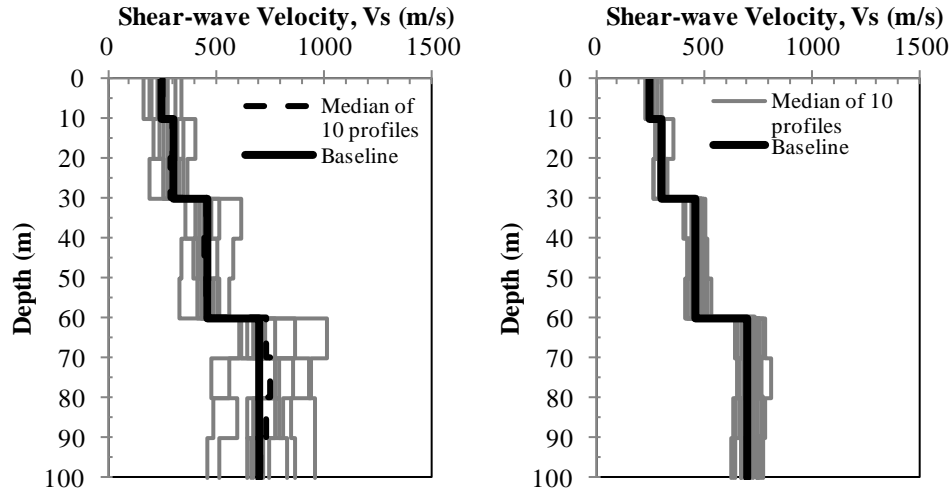 Shear-wave Velocity, Vs (m/s)
0 500 1000 1500
0
10
20
30
40
50
60
70
80
90
100
Depth (m)
Median of
10 profiles
Baseline
Shear-wave Velocity, Vs (m/s)
0 500 1000 1500
0
10
20
30
40
50
60
70
80
90
100
Depth (m)
Median of 10
profiles
Baseline